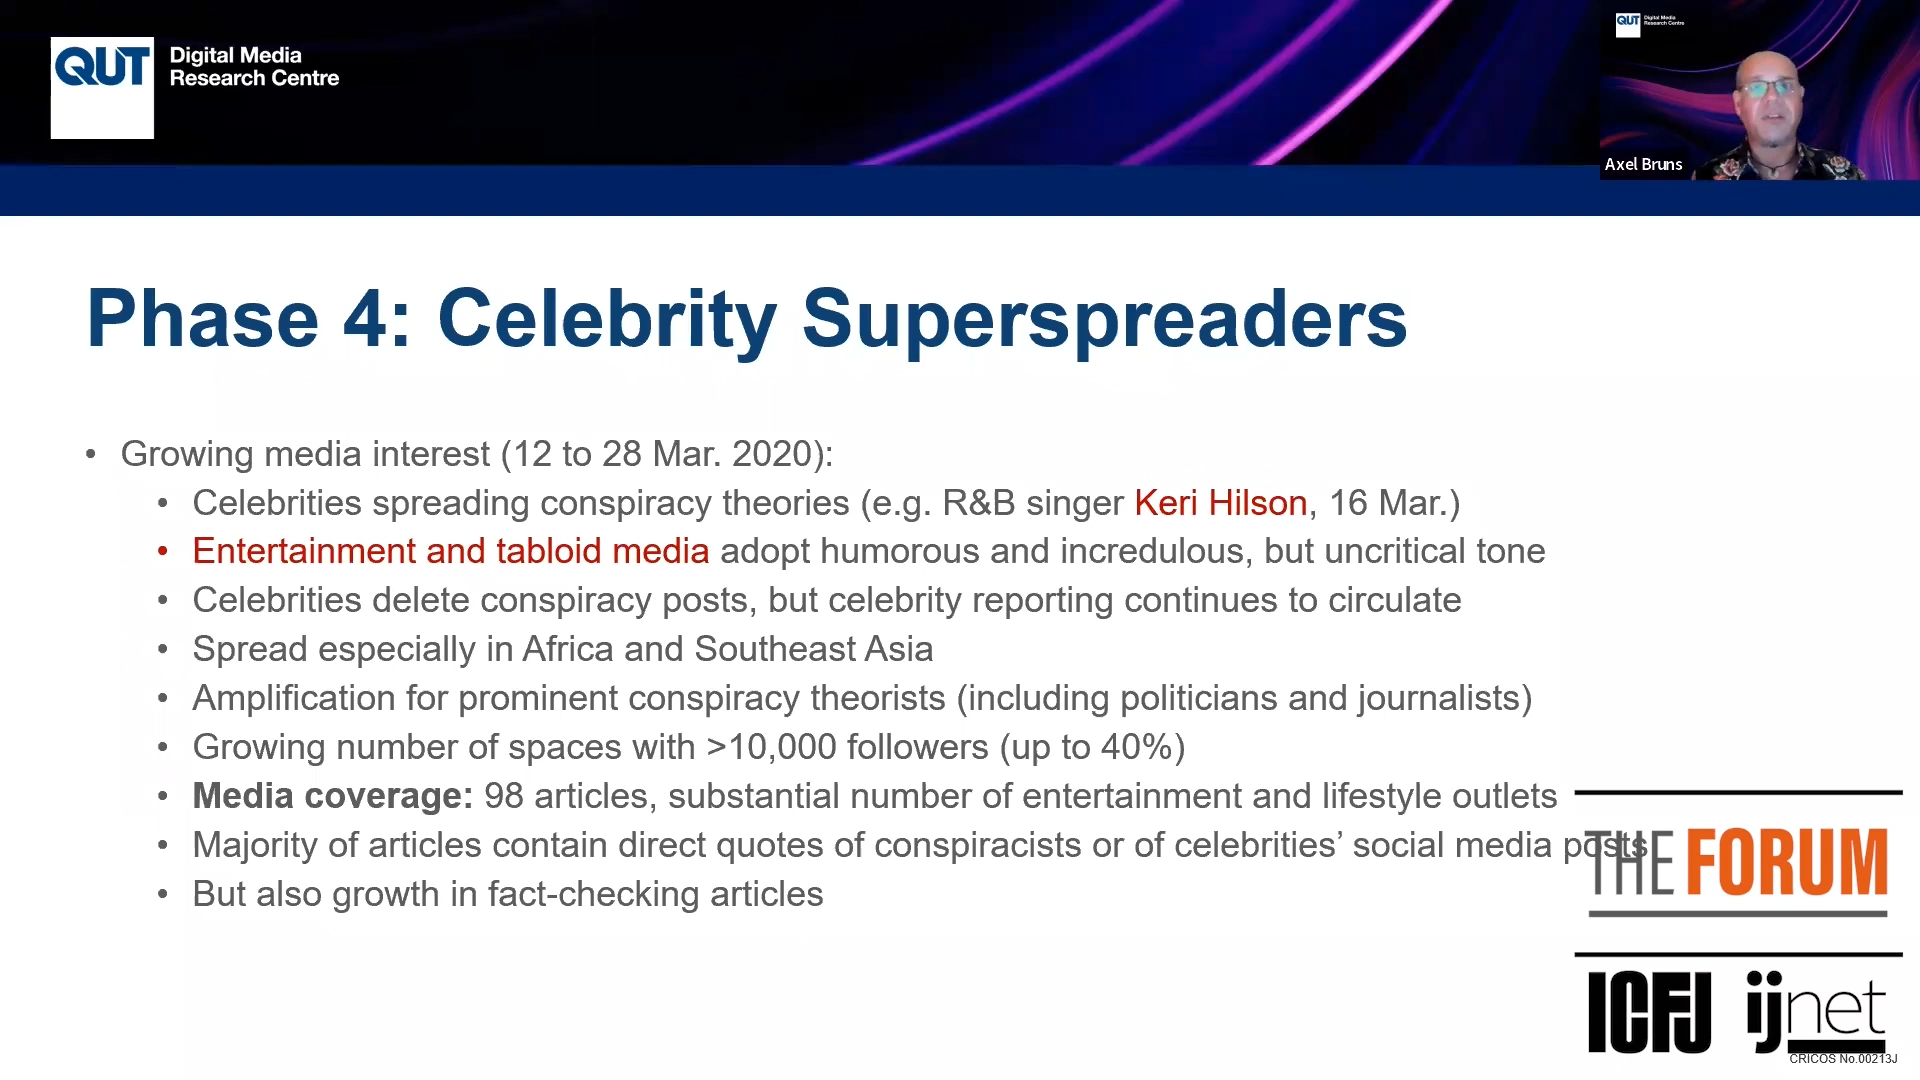 QUT
Digital Media
Research Centre
QUT
Digital Media
Research Centre
Axel Bruns
Phase 4: Celebrity Superspreaders
• Growing media interest (12 to 28 Mar. 2020):
• Celebrities spreading conspiracy theories (e.g. R&B singer Keri Hilson, 16 Mar.)
• Entertainment and tabloid media adopt humorous and incredulous, but uncritical tone
• Celebrities delete conspiracy posts, but celebrity reporting continues to circulate
• Spread especially in Africa and Southeast Asia
• Amplification for prominent conspiracy theorists (including politicians and journalists)
• Growing number of spaces with >10,000 followers (up to 40%)
• Media coverage: 98 articles, substantial number of entertainment and lifestyle outlets
• Majority of articles contain direct quotes of conspiracists or of celebrities’ social media posts
• But also growth in fact-checking articles
THE FORUM
ICFJ ijnet
CRICOS No.00213J